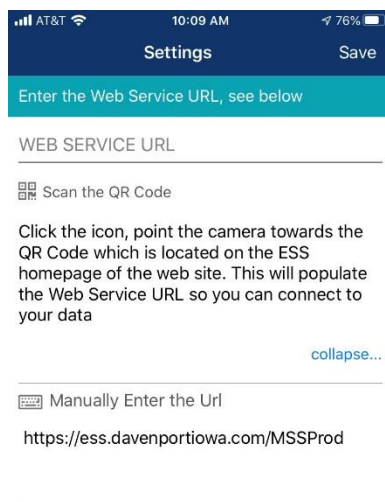 AT&T 10:09 AM 76%
Settings Save
Enter the Web Service URL, see below
WEB SERVICE URL
Scan the QR Code
Click the icon, point the camera towards the
QR Code which is located on the ESS
homepage of the web site. This will populate
the Web Service URL so you can connect to
your data
collapse...
Manually Enter the Url
https://ess.davenportiowa.com/MSSProd